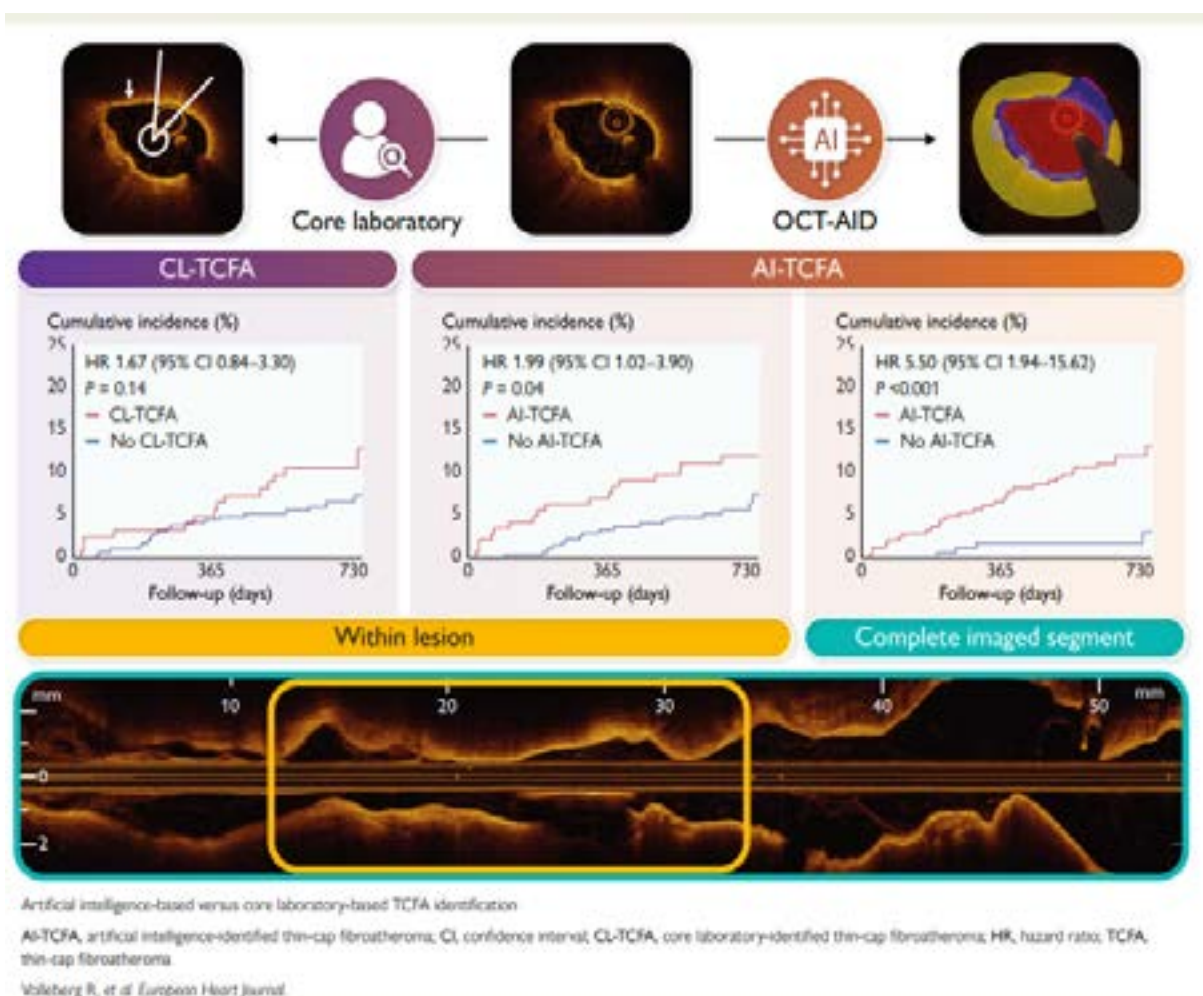 Core laboratory
AI
OCT-AID
CL-TCFA
AI-TCFA
Cumulative incidence (%)
25
HR 1.67 (95% CI 0.84–3.30)
20
P = 0.14
CL-TCFA
15
No CL-TCFA
10
5
0
0 365 730
Follow-up (days)
Cumulative incidence (%)
25
HR 1.99 (95% CI 1.02–3.90)
20
P = 0.04
AI-TCFA
15
No AI-TCFA
10
5
0
0 365 730
Follow-up (days)
Cumulative incidence (%)
25
HR 5.50 (95% CI 1.94–15.62)
20
P <0.001
AI-TCFA
15
No AI-TCFA
10
5
0
0 365 730
Follow-up (days)
Within lesion
Complete imaged segment
mm 10 20 30 40 50 mm
0
2
Artificial intelligence-based versus core laboratory-based TCFA identification
AI-TCFA, artificial intelligence-identified thin-cap fibroatheroma; CI, confidence interval; CL-TCFA, core laboratory-identified thin-cap fibroatheroma; HR, hazard ratio; TCFA,
thin-cap fibroatheroma
Volleberg R, et al. European Heart Journal.